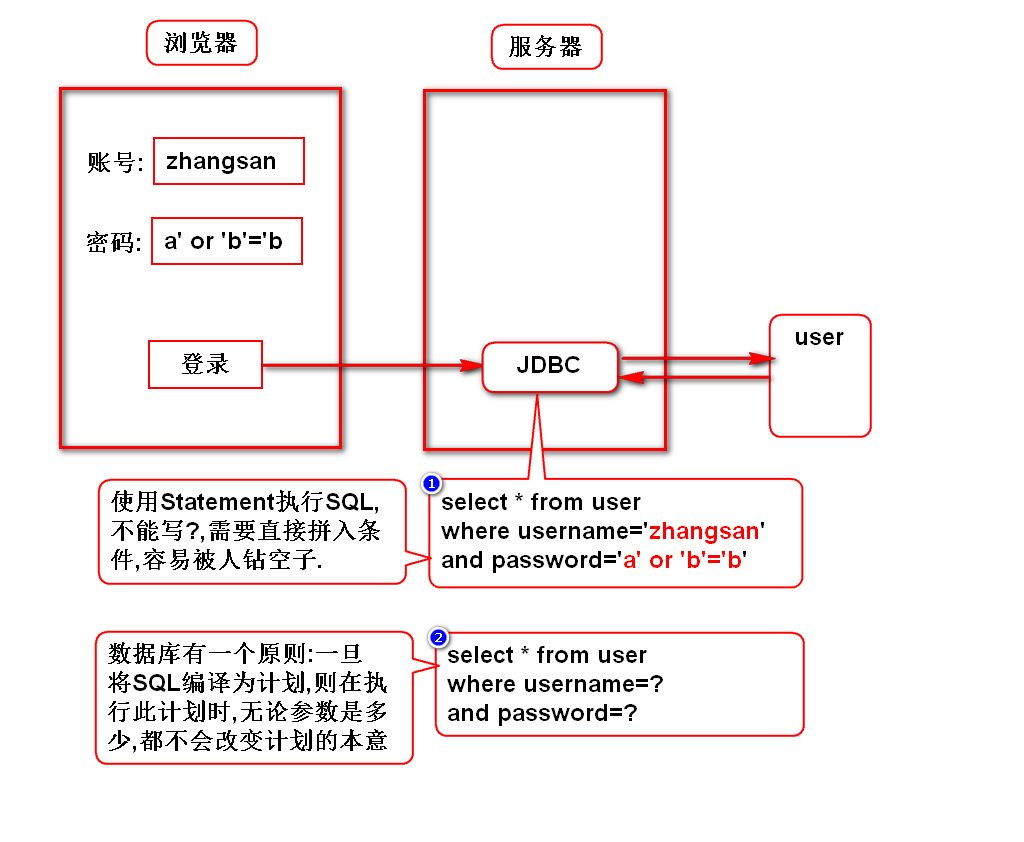 浏览器
服务器
账号: zhangsan
密码: a' or 'b'='b
登录
JDBC
user
使用Statement执行SQL,
不能写?,需要直接拼入条
件,容易被人钻空子.
1
select * from user
where username='zhangsan'
and password='a' or 'b'='b'
数据库有一个原则:一旦
将SQL编译为计划,则在执
行此计划时,无论参数是多
少,都不会改变计划的本意
2
select * from user
where username=?
and password=?